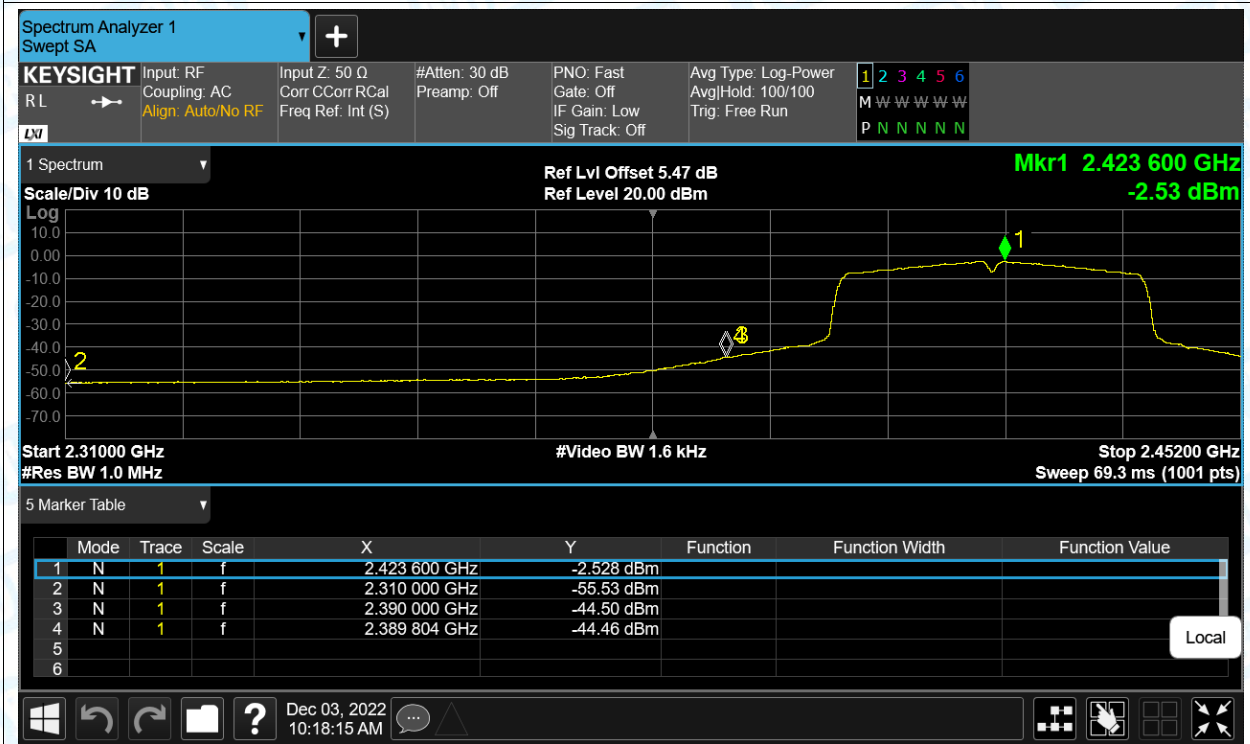 Spectrum Analyzer 1
Swept SA
▼
+
KEYSIGHT
RL
LXI
Input: RF
Coupling: AC
Align: Auto/No RF
Input Z: 50 Ω
Corr CCorr RCal
Freq Ref: Int (S)
#Atten: 30 dB
Preamp: Off
PNO: Fast
Gate: Off
IF Gain: Low
Sig Track: Off
Avg Type: Log-Power
Avg|Hold: 100/100
Trig: Free Run
1 2 3 4 5 6
M W W W W W
P N N N N N
1 Spectrum ▼
Scale/Div 10 dB
Ref Lvl Offset 5.47 dB
Ref Level 20.00 dBm
Mkr1 2.423 600 GHz
-2.53 dBm
Log
10.0
0.00
-10.0
-20.0
-30.0
-40.0
-50.0
-60.0
-70.0
1
2
Start 2.31000 GHz #Video BW 1.6 kHz Stop 2.45200 GHz
#Res BW 1.0 MHz Sweep 69.3 ms (1001 pts)
5 Marker Table ▼
Mode Trace Scale X Y Function Function Width Function Value
1 N 1 f 2.423 600 GHz -2.528 dBm
2 N 1 f 2.310 000 GHz -55.53 dBm
3 N 1 f 2.390 000 GHz -44.50 dBm
4 N 1 f 2.389 804 GHz -44.46 dBm
5
6
Local
?
Dec 03, 2022
10:18:15 AM